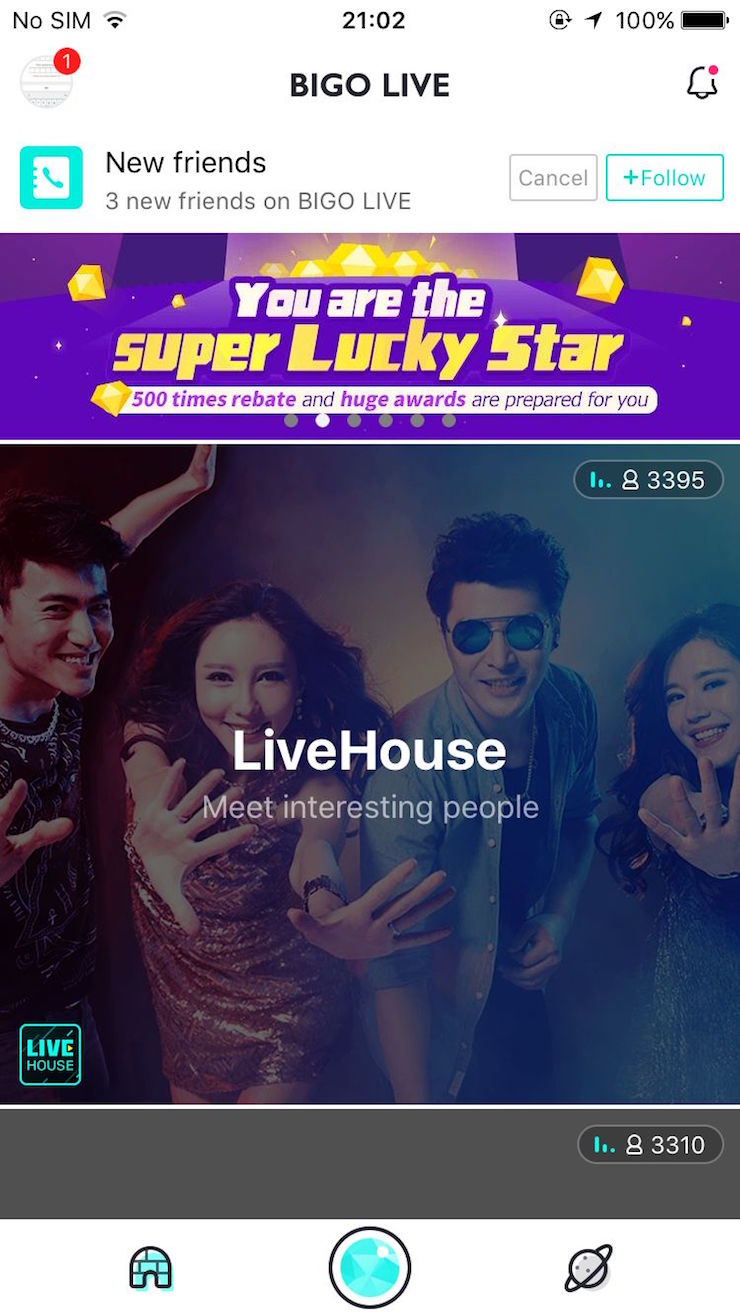 No SIM 21:02 100%
1
BIGO LIVE
New friends
3 new friends on BIGO LIVE
Cancel
+Follow
You are the
super Lucky Star
500 times rebate and huge awards are prepared for you
3395
LiveHouse
Meet interesting people
LIVE
HOUSE
3310